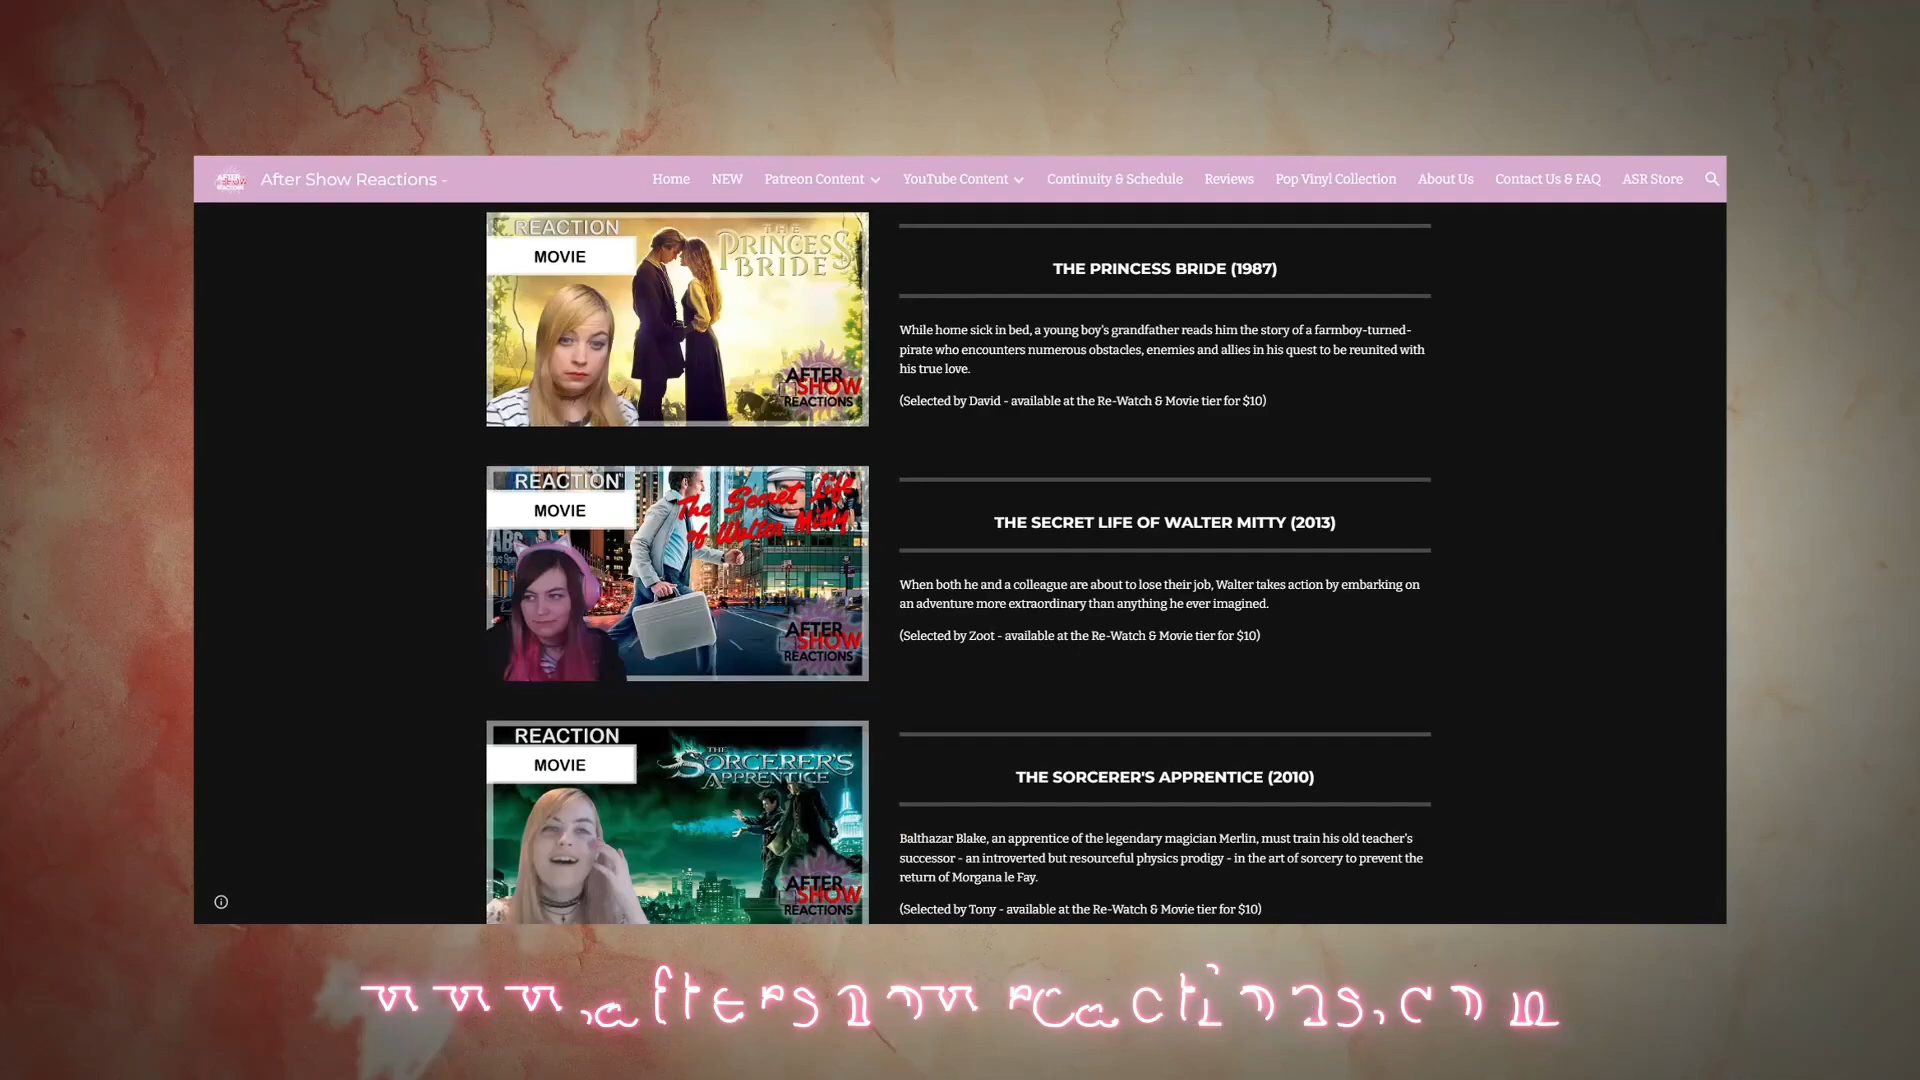 After Show Reactions -
Home NEW Patreon Content YouTube Content Continuity & Schedule Reviews Pop Vinyl Collection About Us Contact Us & FAQ ASR Store
REACTION
MOVIE
THE
PRINCESS
BRIDE
AFTER
SHOW
REACTIONS
THE PRINCESS BRIDE (1987)
While home sick in bed, a young boy's grandfather reads him the story of a farmboy-turned-
pirate who encounters numerous obstacles, enemies and allies in his quest to be reunited with
his true love.
(Selected by David - available at the Re-Watch & Movie tier for $10)
REACTION
MOVIE
The Secret Life
of Walter Mitty
AFTER
SHOW
REACTIONS
THE SECRET LIFE OF WALTER MITTY (2013)
When both he and a colleague are about to lose their job, Walter takes action by embarking on
an adventure more extraordinary than anything he ever imagined.
(Selected by Zoot - available at the Re-Watch & Movie tier for $10)
REACTION
MOVIE
THE
SORCERER'S
APPRENTICE
AFTER
SHOW
REACTIONS
THE SORCERER'S APPRENTICE (2010)
Balthazar Blake, an apprentice of the legendary magician Merlin, must train his old teacher's
successor - an introverted but resourceful physics prodigy - in the art of sorcery to prevent the
return of Morgana le Fay.
(Selected by Tony - available at the Re-Watch & Movie tier for $10)
www.aftershowreactions.com